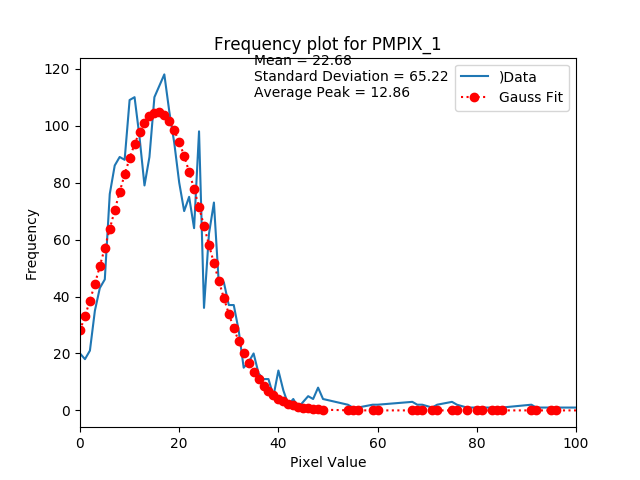 Frequency plot for PMPIX_1
Mean = 22.68
Standard Deviation = 65.22
Average Peak = 12.86
)Data
Gauss Fit
Frequency
120
100
80
60
40
20
0
0 20 40 60 80 100
Pixel Value